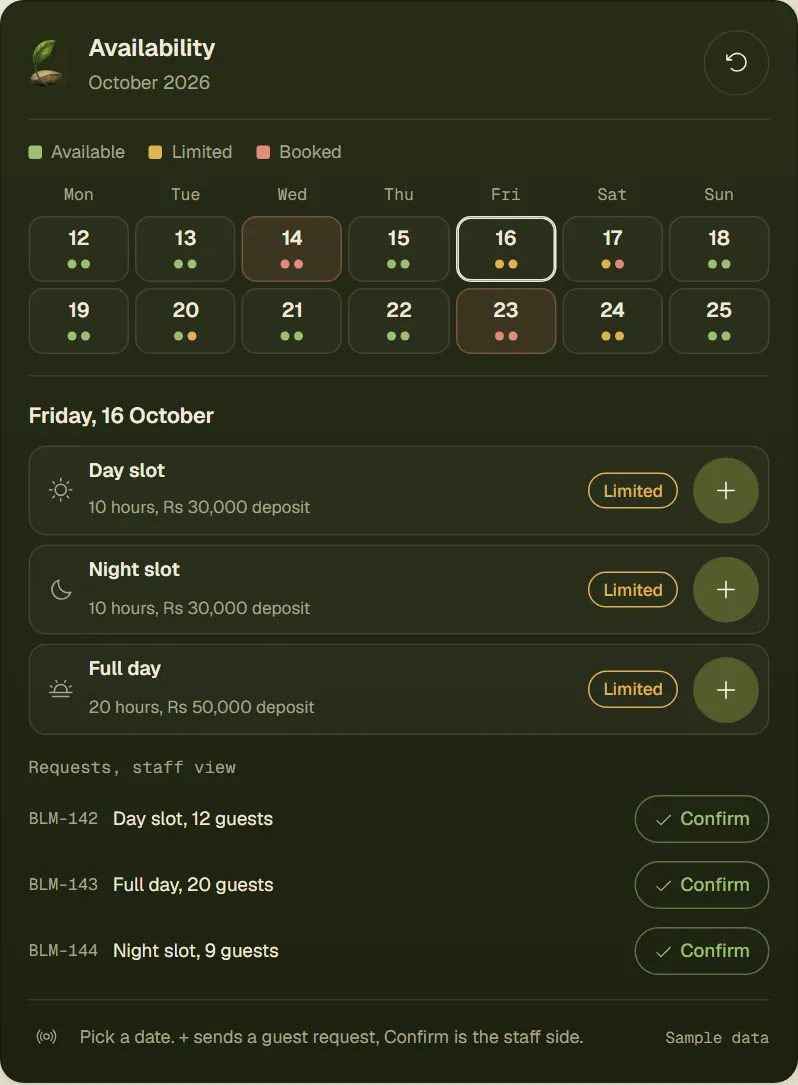 Availability
October 2026
Available Limited Booked
Mon Tue Wed Thu Fri Sat Sun
12 13 14 15 16 17 18
19 20 21 22 23 24 25
Friday, 16 October
Day slot
10 hours, Rs 30,000 deposit
Limited
Night slot
10 hours, Rs 30,000 deposit
Limited
Full day
20 hours, Rs 50,000 deposit
Limited
Requests, staff view
BLM-142 Day slot, 12 guests Confirm
BLM-143 Full day, 20 guests Confirm
BLM-144 Night slot, 9 guests Confirm
Pick a date. + sends a guest request, Confirm is the staff side. Sample data